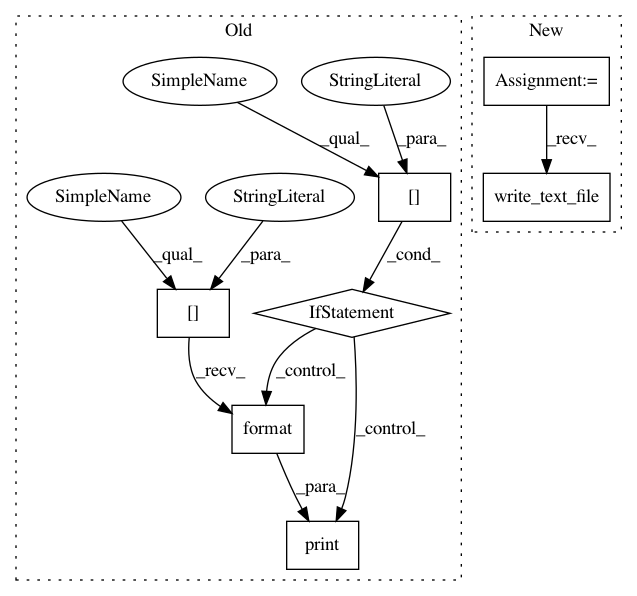 Old
New
SimpleName
StringLiteral
Assignment:=
_qual_
_para_
_recv_
SimpleName
StringLiteral
[]
write_text_file
_qual_
_para_
_cond_
[]
IfStatement
_recv_
_control_
_control_
format
_para_
print